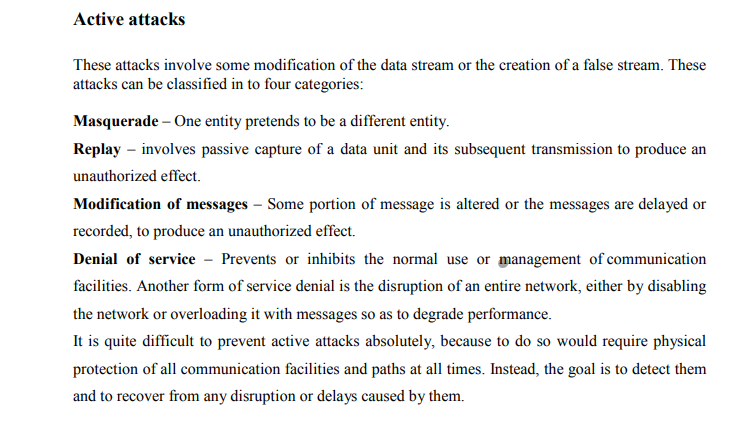 Active attacks
These attacks involve some modification of the data stream or the creation of a false stream. These
attacks can be classified in to four categories:
Masquerade – One entity pretends to be a different entity.
Replay – involves passive capture of a data unit and its subsequent transmission to produce an
unauthorized effect.
Modification of messages – Some portion of message is altered or the messages are delayed or
recorded, to produce an unauthorized effect.
Denial of service – Prevents or inhibits the normal use or management of communication
facilities. Another form of service denial is the disruption of an entire network, either by disabling
the network or overloading it with messages so as to degrade performance.
It is quite difficult to prevent active attacks absolutely, because to do so would require physical
protection of all communication facilities and paths at all times. Instead, the goal is to detect them
and to recover from any disruption or delays caused by them.